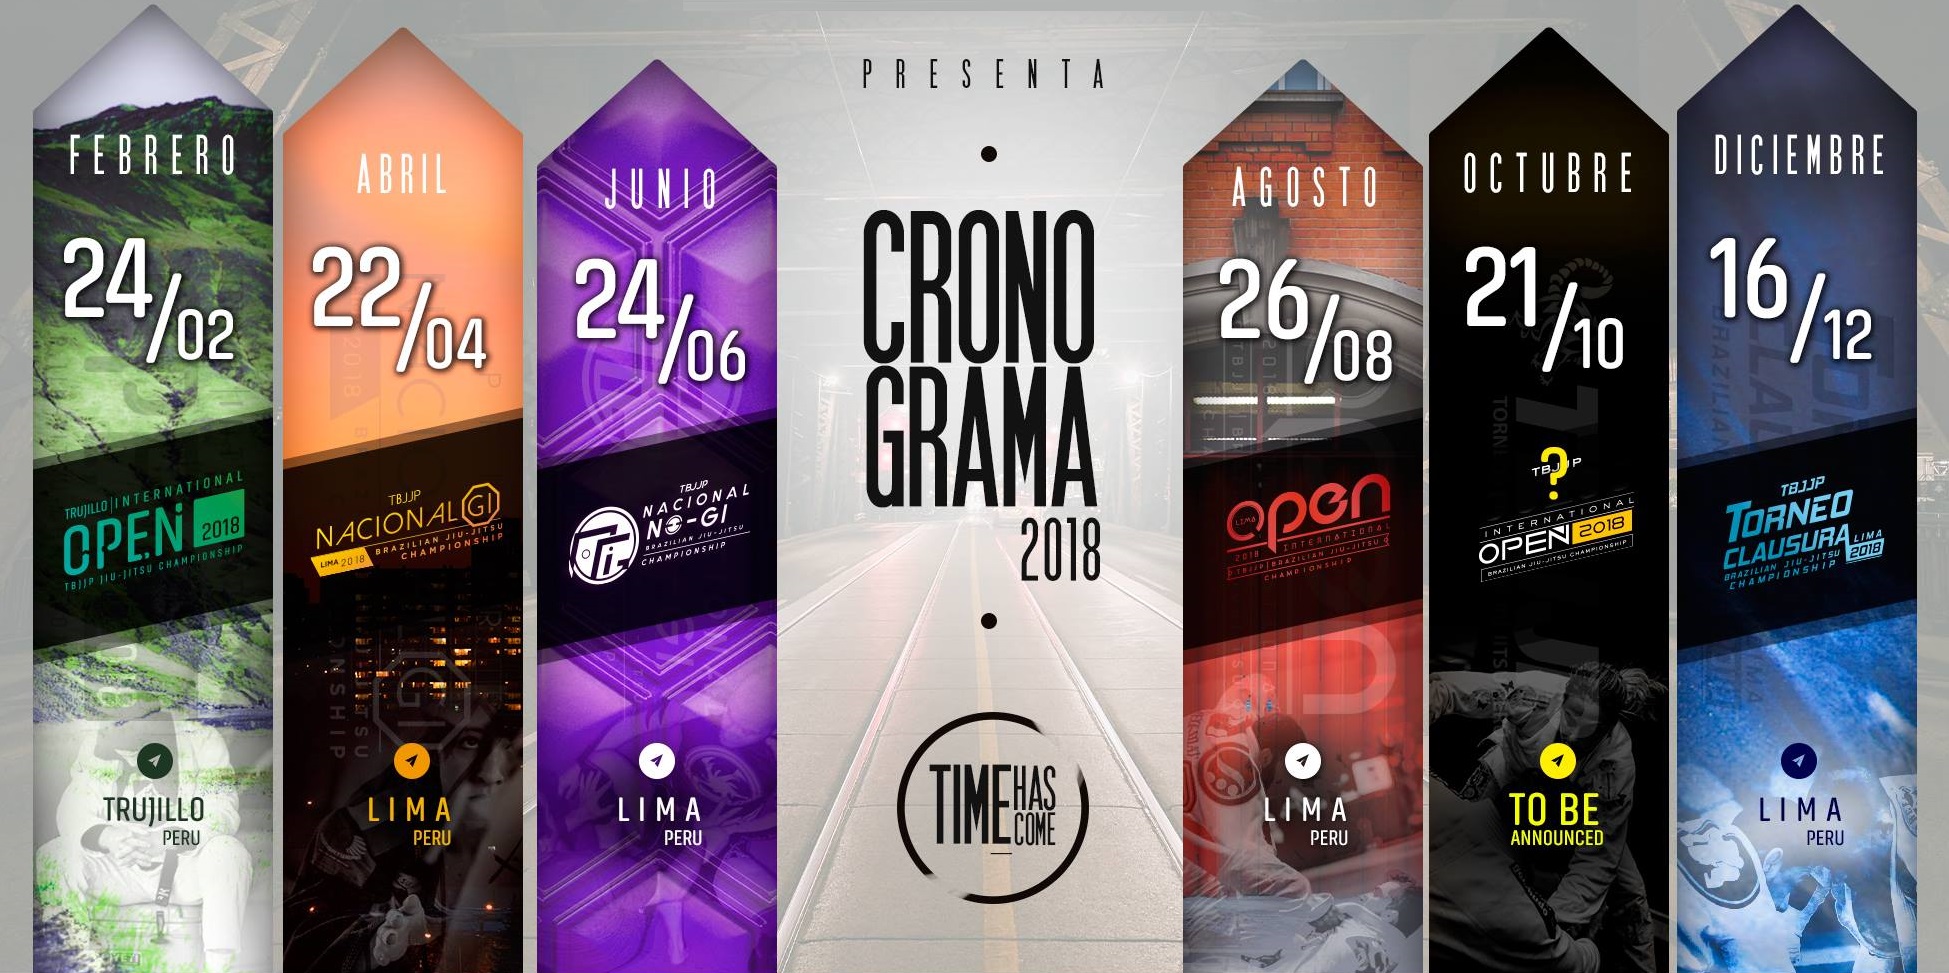 FEBRERO
24/02
TRUJILLO|INTERNATIONAL
OPEN 2018
TBJJP JIU-JITSU CHAMPIONSHIP
TRUJILLO
PERU
ABRIL
22/04
TBJJP
NACIONAL GI
LIMA 2018
BRAZILIAN JIU-JITSU
CHAMPIONSHIP
LIMA
PERU
JUNIO
24/06
TBJJP
NACIONAL
NO-GI
BRAZILIAN JIU-JITSU
CHAMPIONSHIP
LIMA
PERU
PRESENTA
CRONO
GRAMA
2018
TIME HAS
COME
AGOSTO
26/08
LIMA
open
2018 INTERNATIONAL
TBJJP BRAZILIAN JIU-JITSU
CHAMPIONSHIP
LIMA
PERU
OCTUBRE
21/10
?
TBJJP
INTERNATIONAL
OPEN 2018
BRAZILIAN JIU-JITSU CHAMPIONSHIP
TO BE
ANNOUNCED
DICIEMBRE
16/12
TBJJP
TORNEO
CLAUSURA LIMA
BRAZILIAN JIU-JITSU 2018
CHAMPIONSHIP
LIMA
PERU